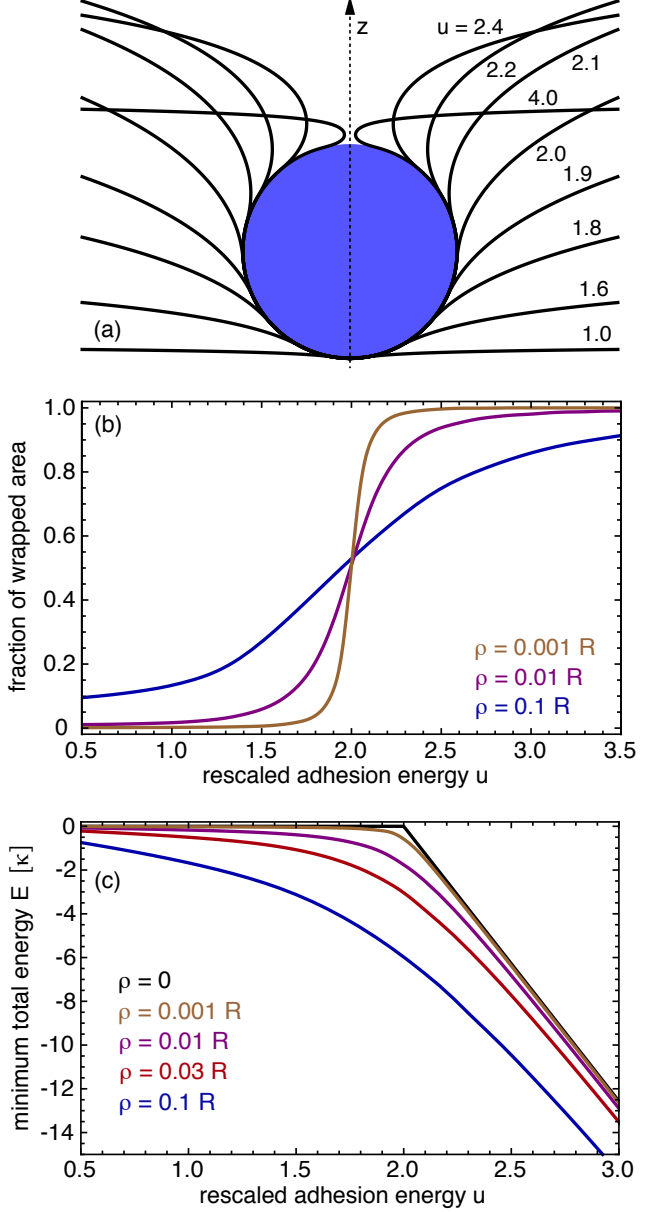 z
u = 2.4
2.2
2.1
4.0
2.0
1.9
1.8
1.6
(a)
1.0
1.0
(b)
0.8
0.6
0.4
0.2
0
fraction of wrapped area
ρ = 0.001 R
ρ = 0.01 R
ρ = 0.1 R
0.5 1.0 1.5 2.0 2.5 3.0 3.5
rescaled adhesion energy u
0
-2
-4
-6
-8
-10
-12
-14
minimum total energy E [κ]
(c)
ρ = 0
ρ = 0.001 R
ρ = 0.01 R
ρ = 0.03 R
ρ = 0.1 R
0.5 1.0 1.5 2.0 2.5 3.0
rescaled adhesion energy u